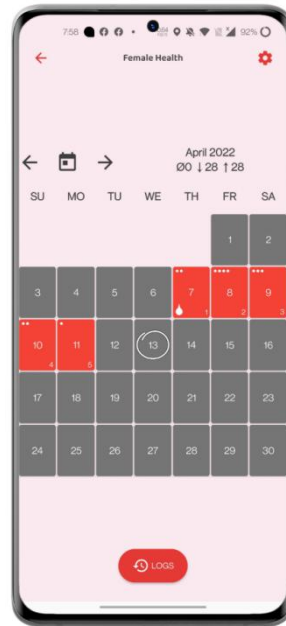 7:58 92%
Female Health
April 2022
Ø0 ↓28 ↑28
SU MO TU WE TH FR SA
1 2
3 4 5 6 7 1 8 2 9 3
10 4 11 5 12 13 14 15 16
17 18 19 20 21 22 23
24 25 26 27 28 29 30
LOGS